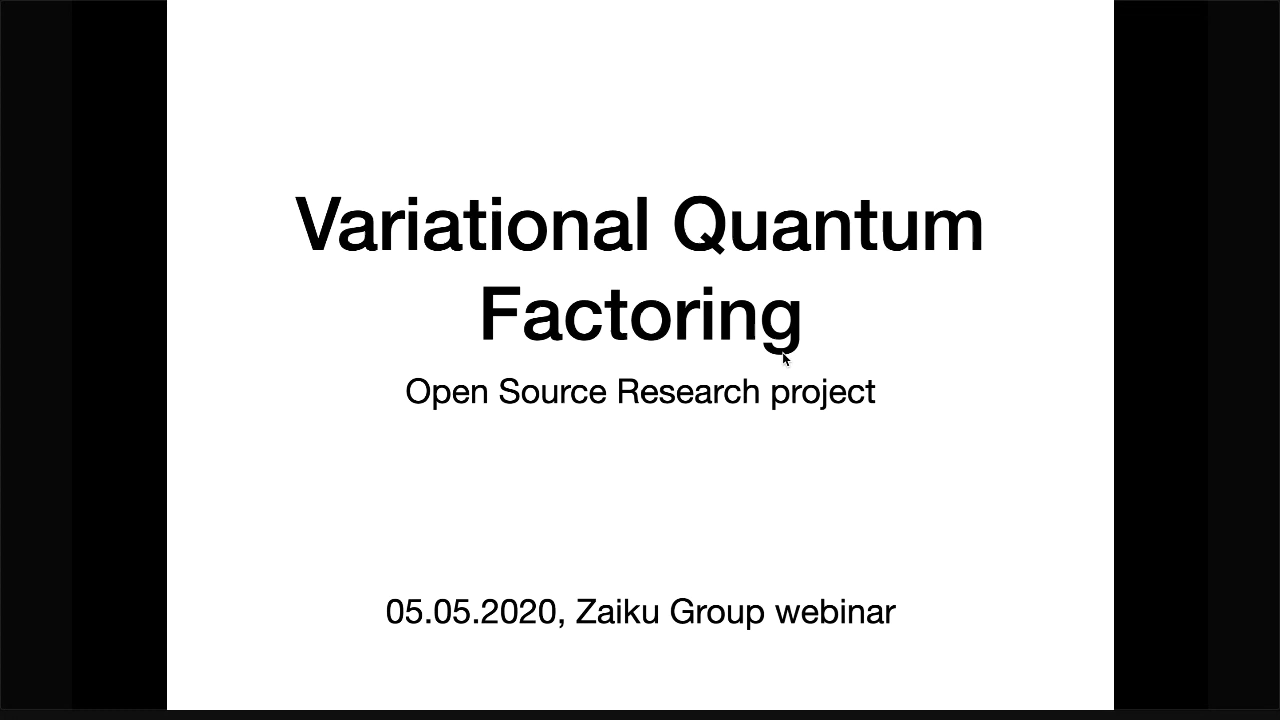 Variational Quantum
Factoring
Open Source Research project
05.05.2020, Zaiku Group webinar